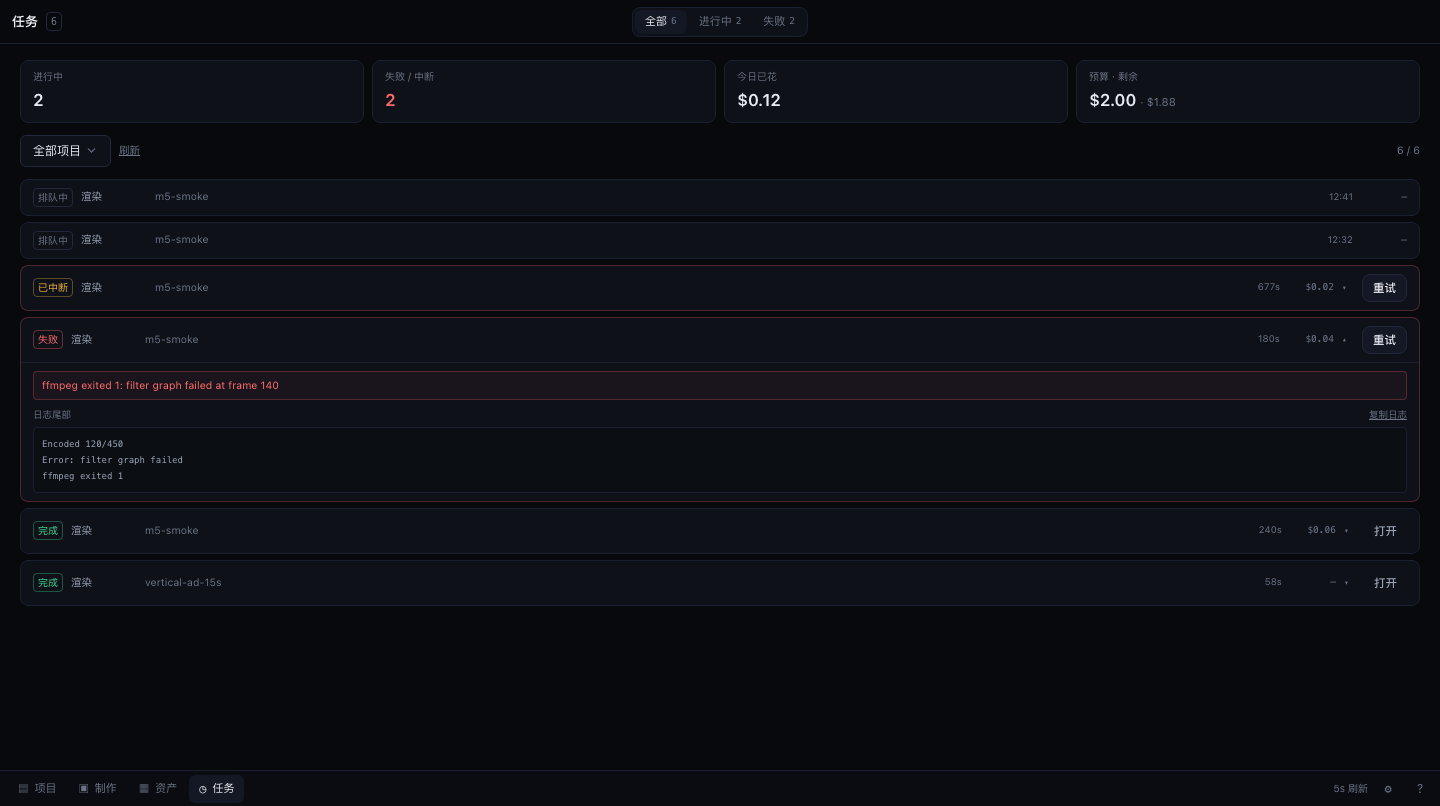 任务 6 全部 6 进行中 2 失败 2
进行中 失败 / 中断 今日已花 预算 · 剩余
2 2 $0.12 $2.00 · $1.88
全部项目 刷新 6 / 6
排队中 渲染 m5-smoke 12:41 —
排队中 渲染 m5-smoke 12:32 —
已中断 渲染 m5-smoke 677s $0.02 ▾ 重试
失败 渲染 m5-smoke 180s $0.04 ▴ 重试
ffmpeg exited 1: filter graph failed at frame 140
日志尾部 复制日志
Encoded 120/450
Error: filter graph failed
ffmpeg exited 1
完成 渲染 m5-smoke 240s $0.06 ▾ 打开
完成 渲染 vertical-ad-15s 58s — ▾ 打开
项目 制作 资产 任务 5s 刷新 ?